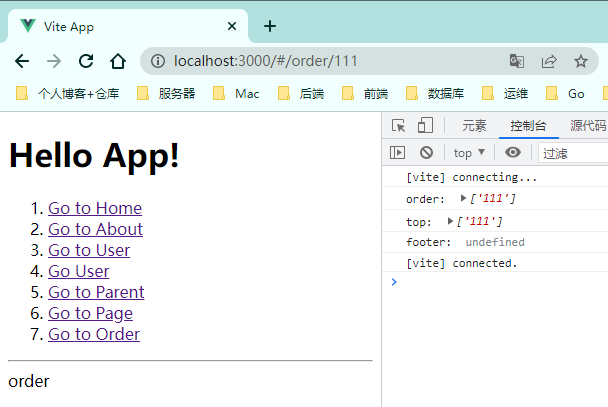 Vite App
localhost:3000/#/order/111
个人博客+仓库 服务器 Mac 后端 前端 数据库 运维 Go
元素 控制台 源代码
top ▼ 过滤
Hello App!
1. Go to Home
2. Go to About
3. Go to User
4. Go User
5. Go to Parent
6. Go to Page
7. Go to Order
order
[vite] connecting...
order: ▶ ['111']
top: ▶ ['111']
footer: undefined
[vite] connected.